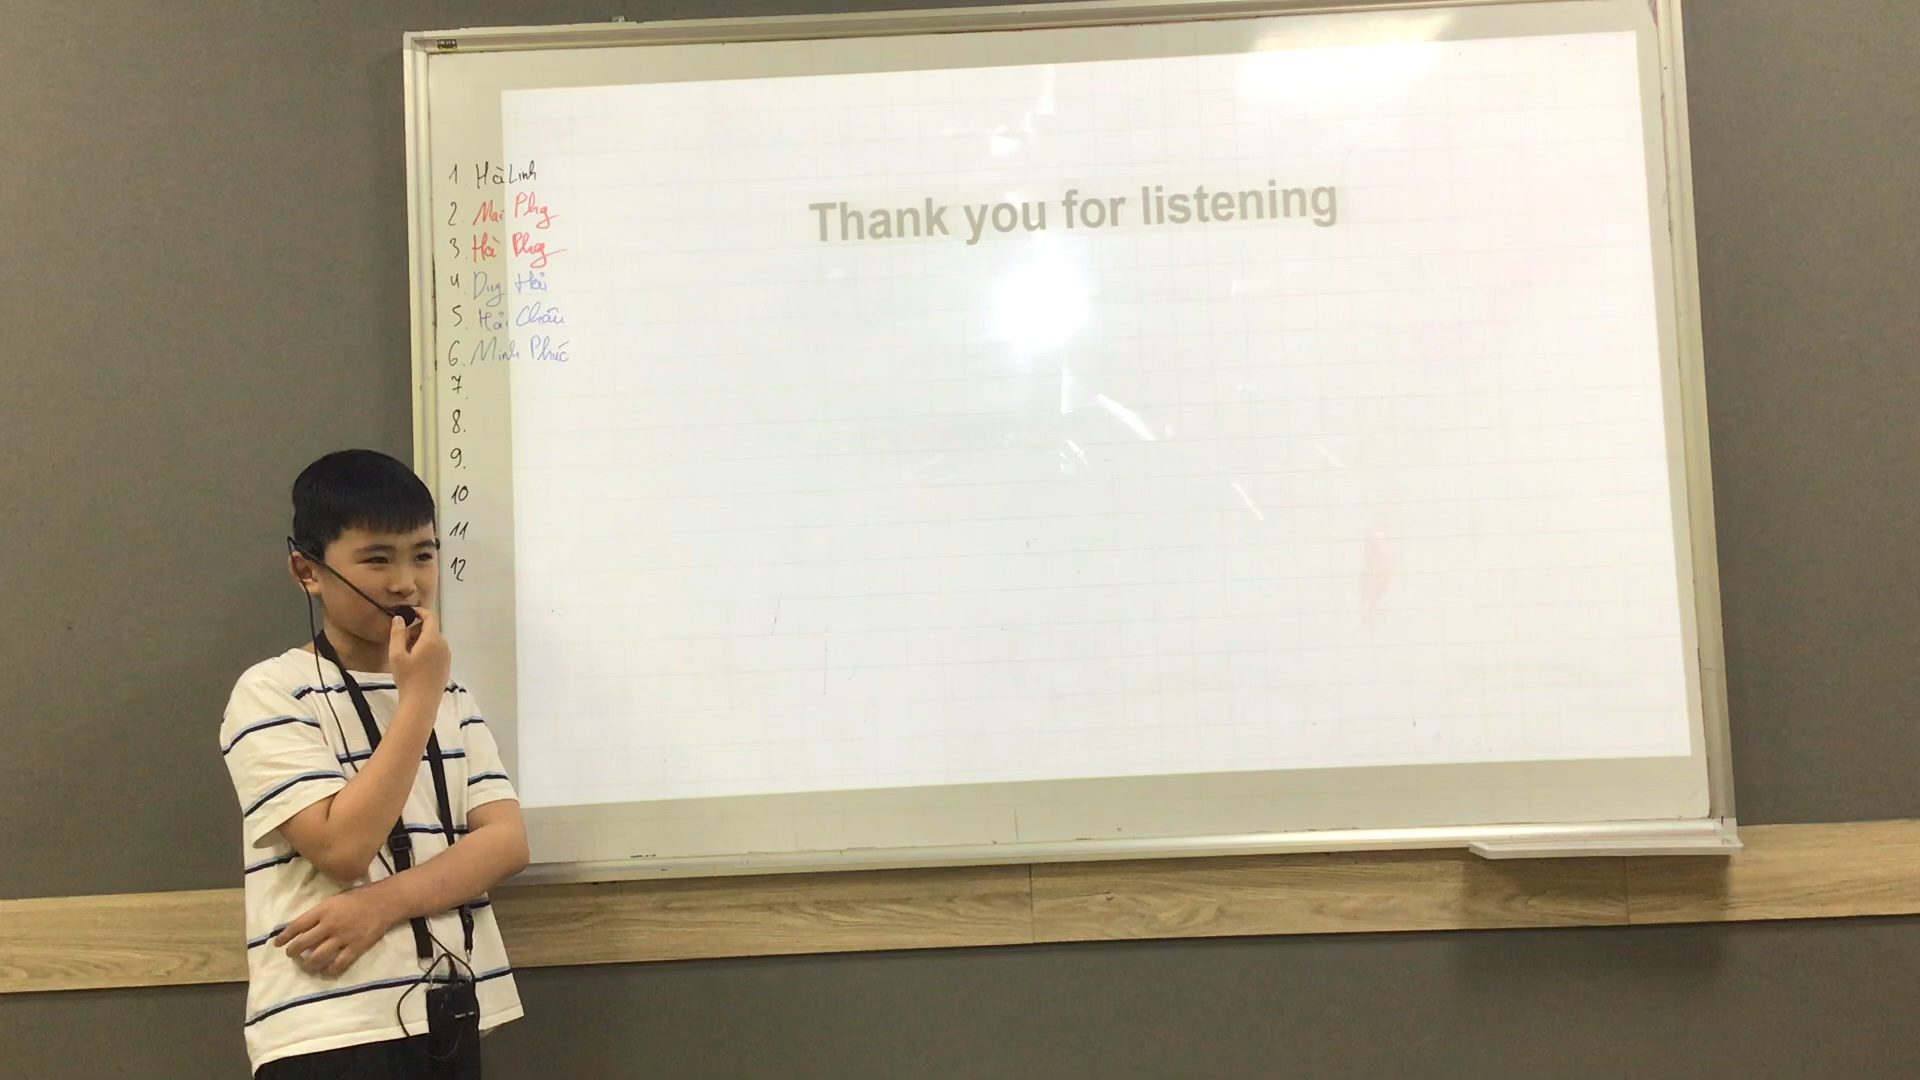 Thank you for listening
1. Hà Linh
2. Mai Phg
3. Hà Phg
4 Duy Hải
5. Hải Châu
6. Minh Phúc
7.
8.
9.
10
11
12